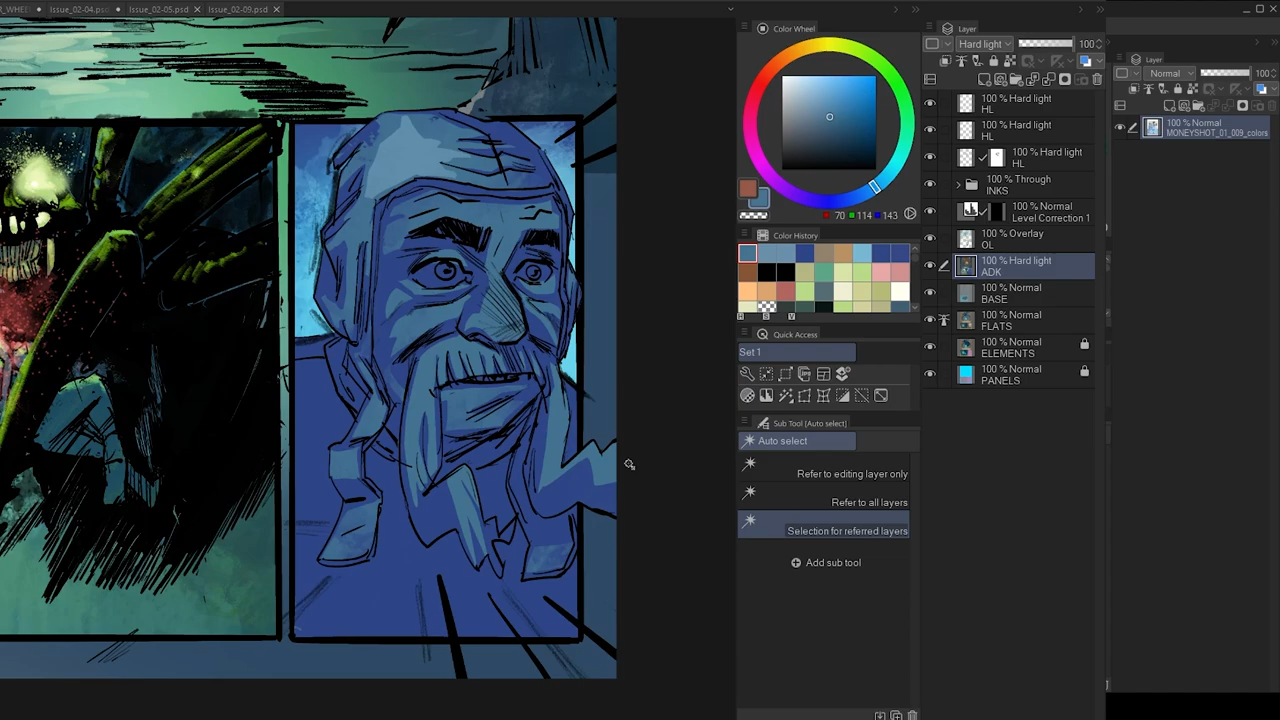 Issue_02-04.psd
Issue_02-05.psd
Issue_02-09.psd
Color Wheel
70 114 143
Color History
H S V
Quick Access
Set 1
Sub Tool [Auto select]
Auto select
Refer to editing layer only
Refer to all layers
Selection for referred layers
Add sub tool
Layer
Hard light 100
100 % Hard light
HL
100 % Hard light
HL
100 % Hard light
HL
100 % Through
INKS
100 % Normal
Level Correction 1
100 % Overlay
OL
100 % Hard light
ADK
100 % Normal
BASE
100 % Normal
FLATS
100 % Normal
ELEMENTS
100 % Normal
PANELS
Layer
Normal 100
100 % Normal
MONEYSHOT_01_009_colors